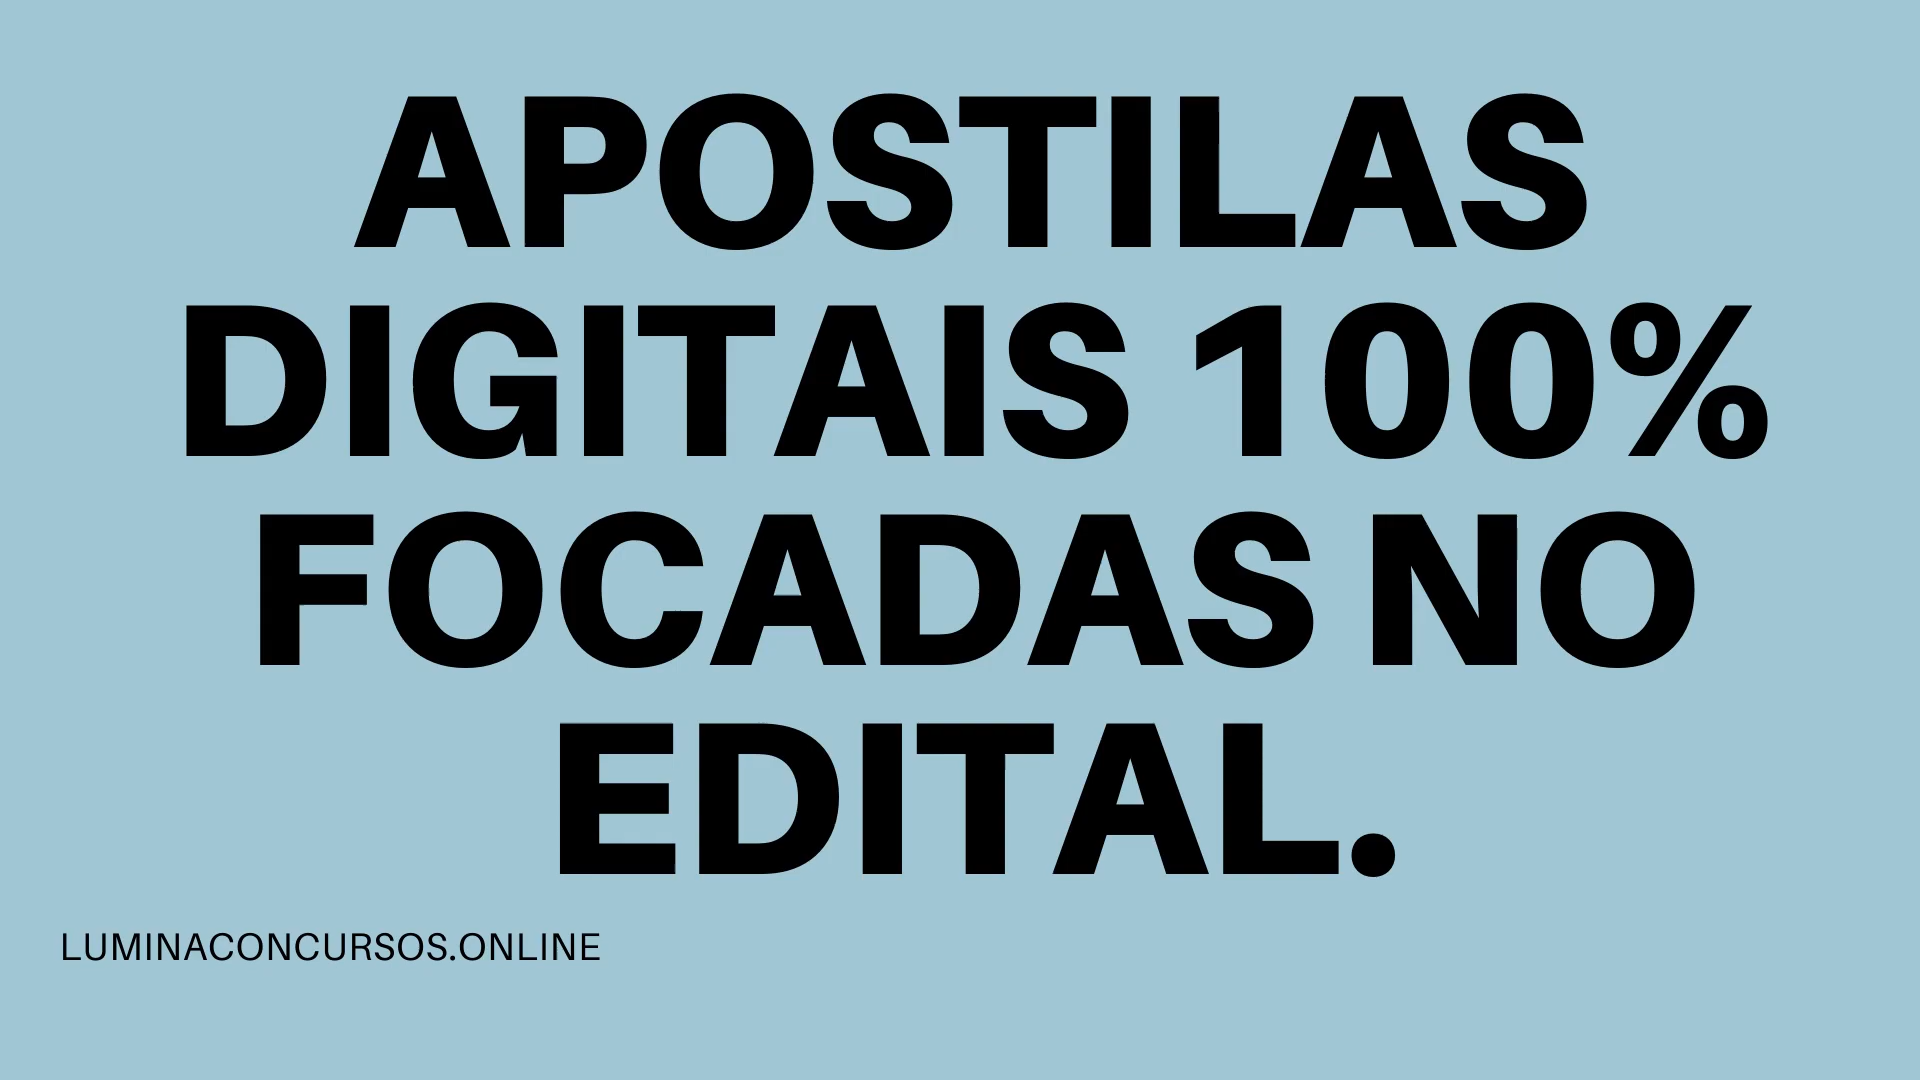 APOSTILAS
DIGITAIS 100%
FOCADAS NO
EDITAL.
LUMINACONCURSOS.ONLINE